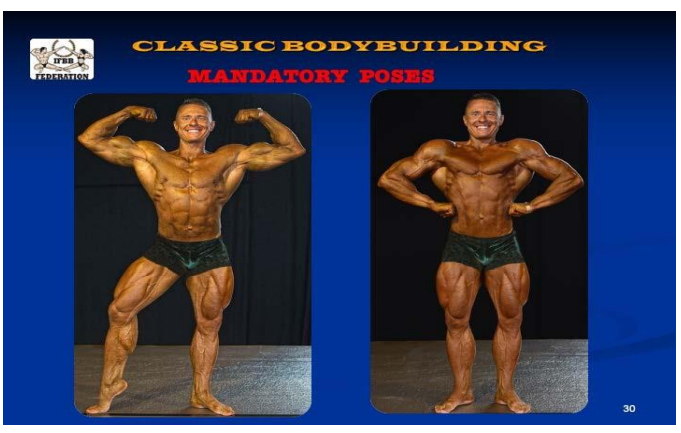 CLASSIC BODYBUILDING
IFBB
FEDERATION
MANDATORY POSES
30